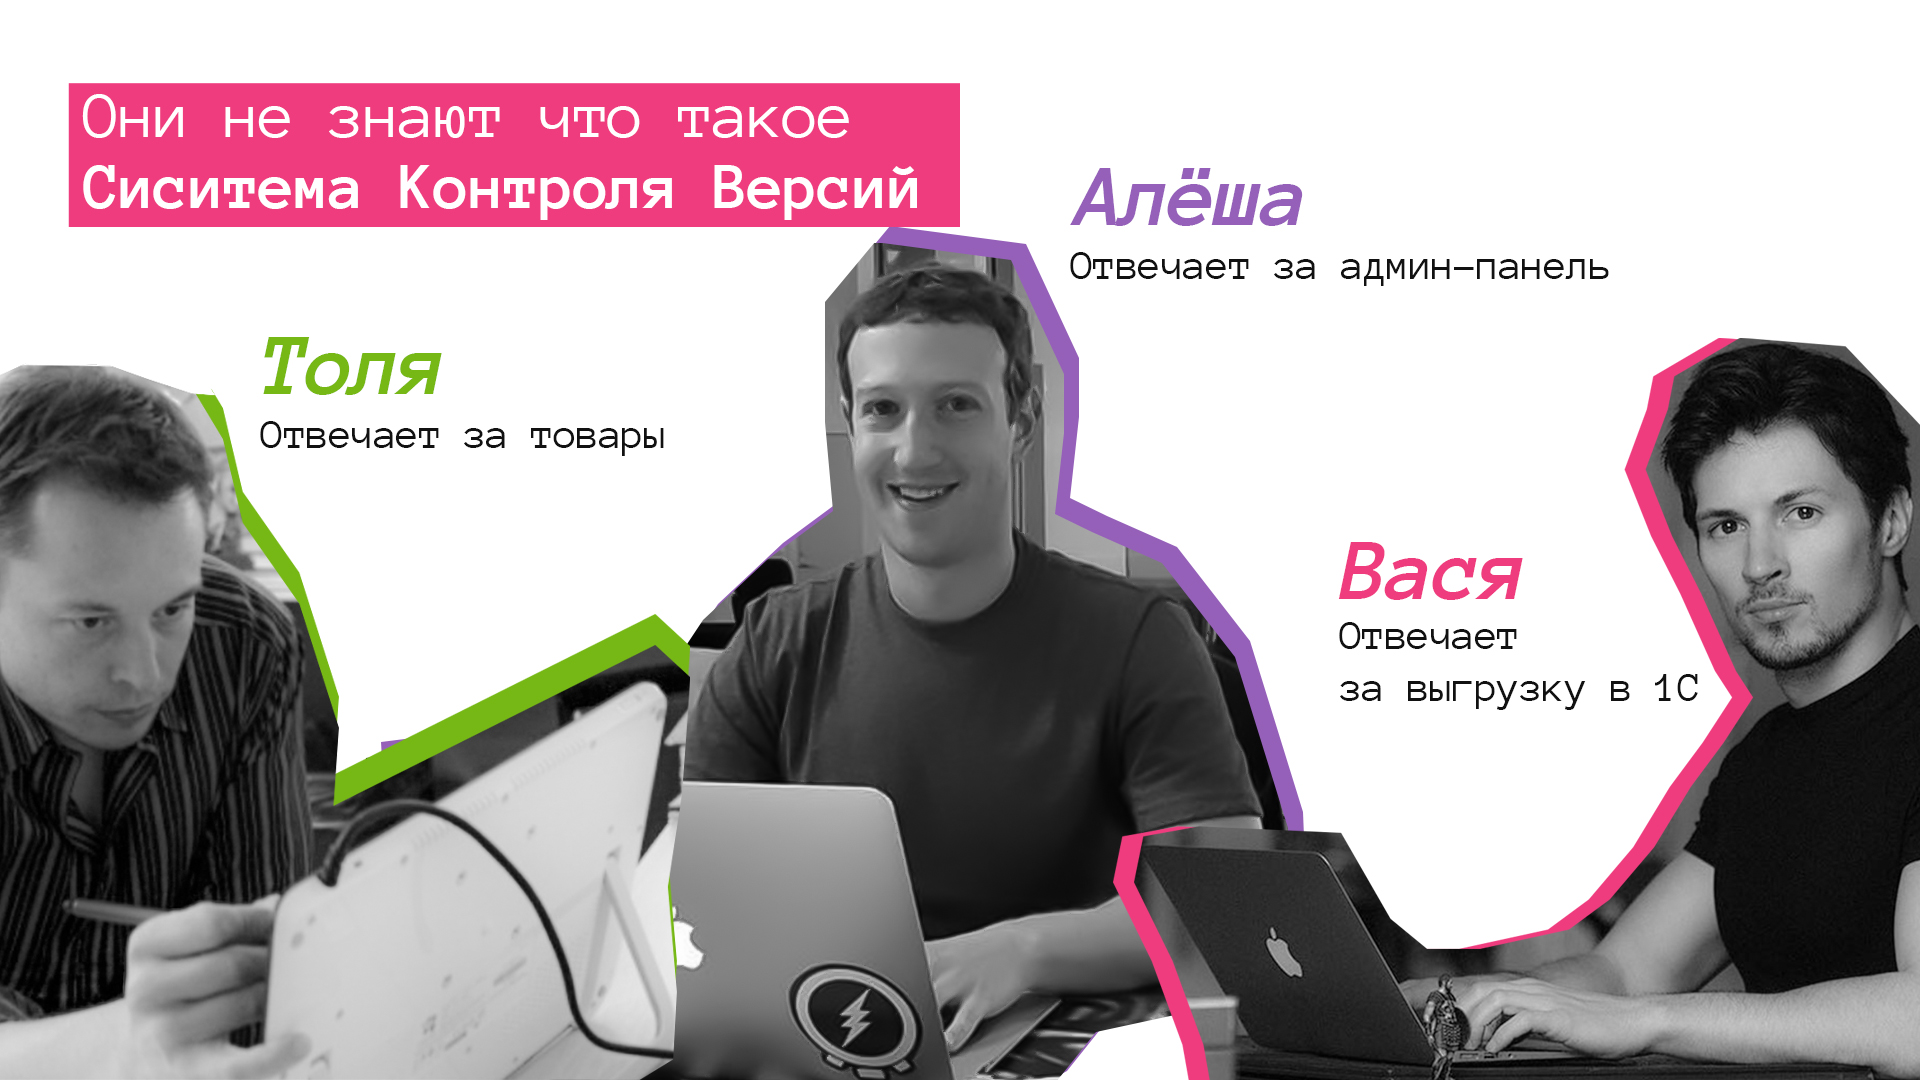 Они не знают что такое
Сиситема Контроля Версий
Алёша
Отвечает за админ-панель
Толя
Отвечает за товары
Вася
Отвечает
за выгрузку в 1С